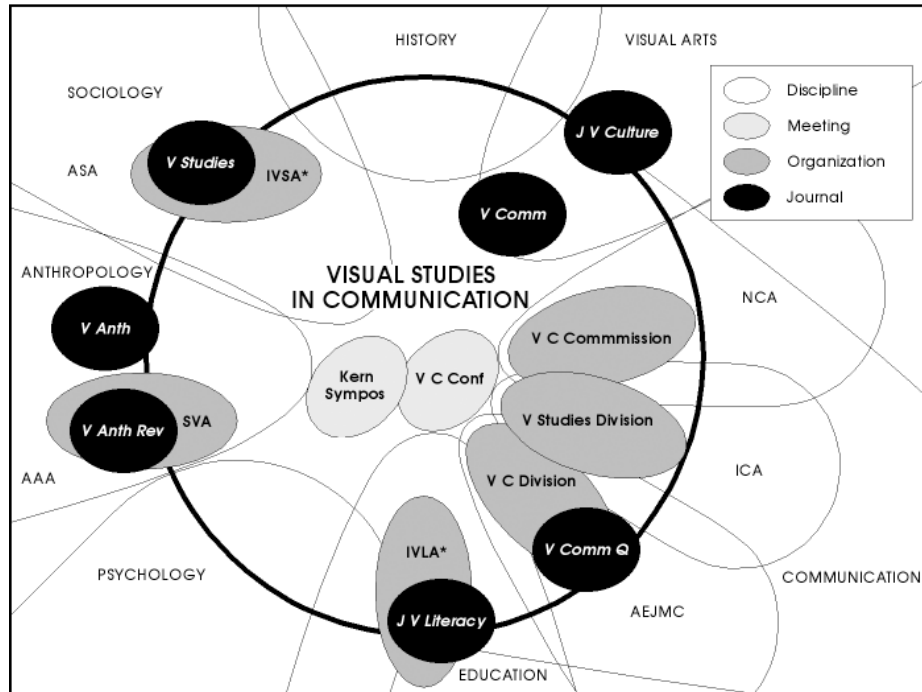 HISTORY
VISUAL ARTS
SOCIOLOGY
Discipline
Meeting
Organization
Journal
J V Culture
V Studies
IVSA*
ASA
V Comm
ANTHROPOLOGY
VISUAL STUDIES
IN COMMUNICATION
NCA
V Anth
V C Commmission
Kern
Sympos
V C Conf
V Studies Division
V Anth Rev
SVA
AAA
ICA
V C Division
IVLA*
V Comm Q
PSYCHOLOGY
COMMUNICATION
AEJMC
J V Literacy
EDUCATION